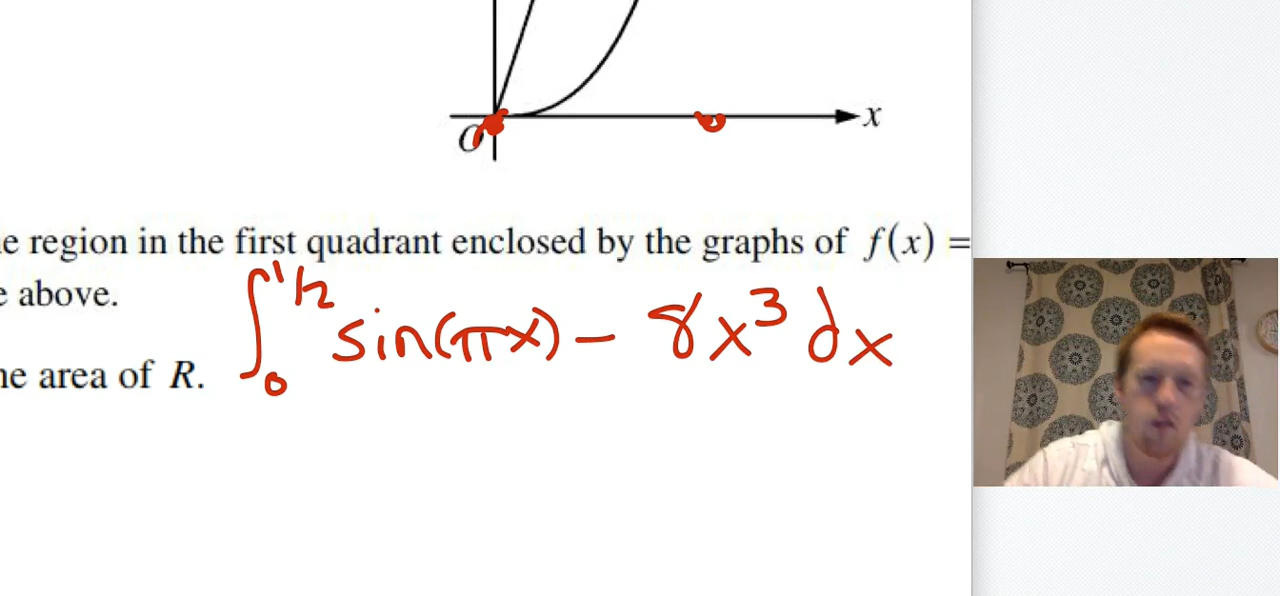 O
x
e region in the first quadrant enclosed by the graphs of f(x) =
e above.
∫₀^1/2 sin(πx) − 8x³ dx
he area of R.